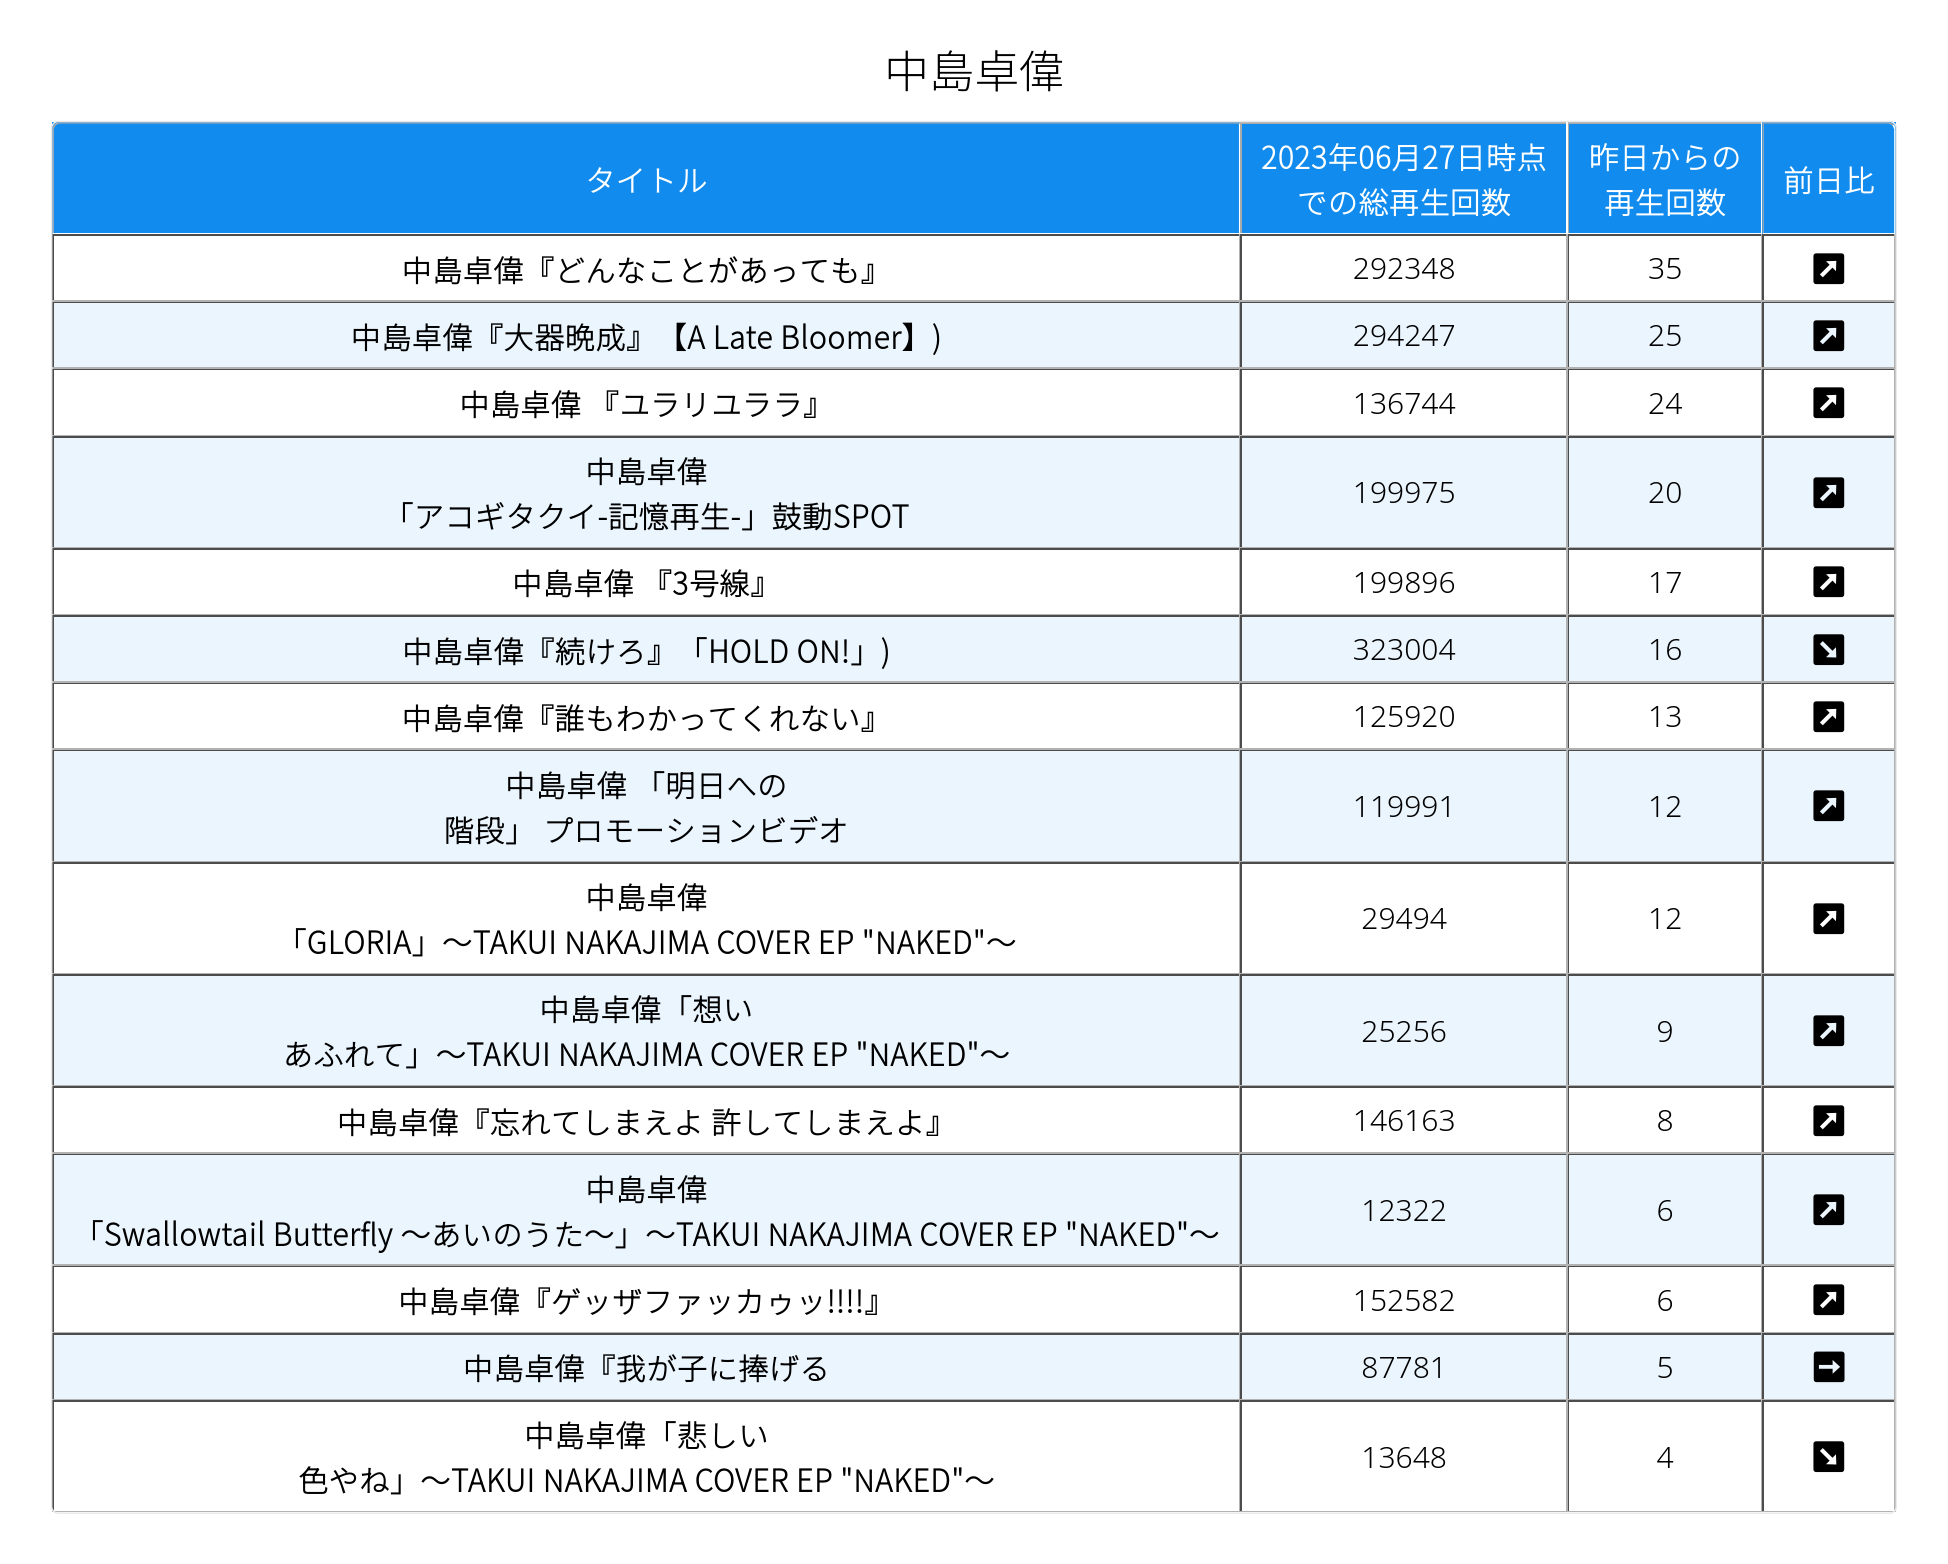 中島卓偉
タイトル
2023年06月27日時点
での総再生回数
昨日からの
再生回数
前日比
中島卓偉『どんなことがあっても』 292348 35
中島卓偉『大器晩成』【A Late Bloomer】) 294247 25
中島卓偉 『ユラリユララ』 136744 24
中島卓偉
「アコギタクイ-記憶再生-」鼓動SPOT 199975 20
中島卓偉 『3号線』 199896 17
中島卓偉『続けろ』「HOLD ON!」) 323004 16
中島卓偉『誰もわかってくれない』 125920 13
中島卓偉 「明日への
階段」 プロモーションビデオ 119991 12
中島卓偉
「GLORIA」～TAKUI NAKAJIMA COVER EP "NAKED"～ 29494 12
中島卓偉「想い
あふれて」～TAKUI NAKAJIMA COVER EP "NAKED"～ 25256 9
中島卓偉『忘れてしまえよ 許してしまえよ』 146163 8
中島卓偉
「Swallowtail Butterfly ～あいのうた～」～TAKUI NAKAJIMA COVER EP "NAKED"～ 12322 6
中島卓偉『ゲッザファッカゥッ!!!!』 152582 6
中島卓偉『我が子に捧げる 87781 5
中島卓偉「悲しい
色やね」～TAKUI NAKAJIMA COVER EP "NAKED"～ 13648 4